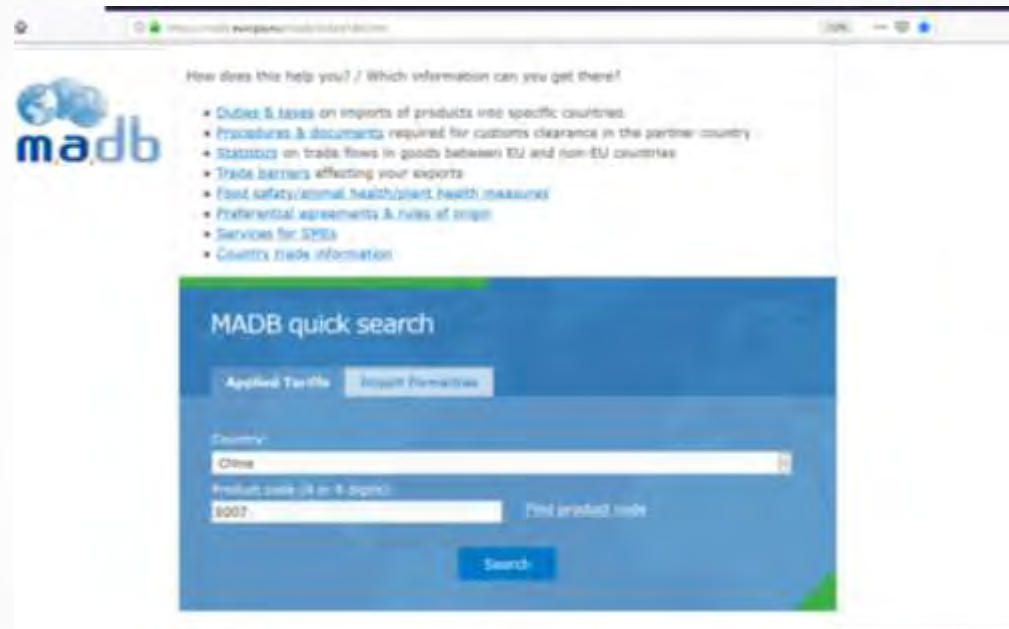 How does this help you? / Which information can you get there?
madb
Duties & taxes on imports of products into specific countries
Procedures & documents required for customs clearance in the partner country
Statistics on trade flows in goods between EU and non-EU countries
Trade barriers affecting your exports
Food safety/animal health/plant health measures
Preferential agreements & rules of origin
Services for SMEs
Country trade information
MADB quick search
Applied Tariffs Import Formalities
Country:
China
Product code (4 or 6 digits):
Find product code
Search